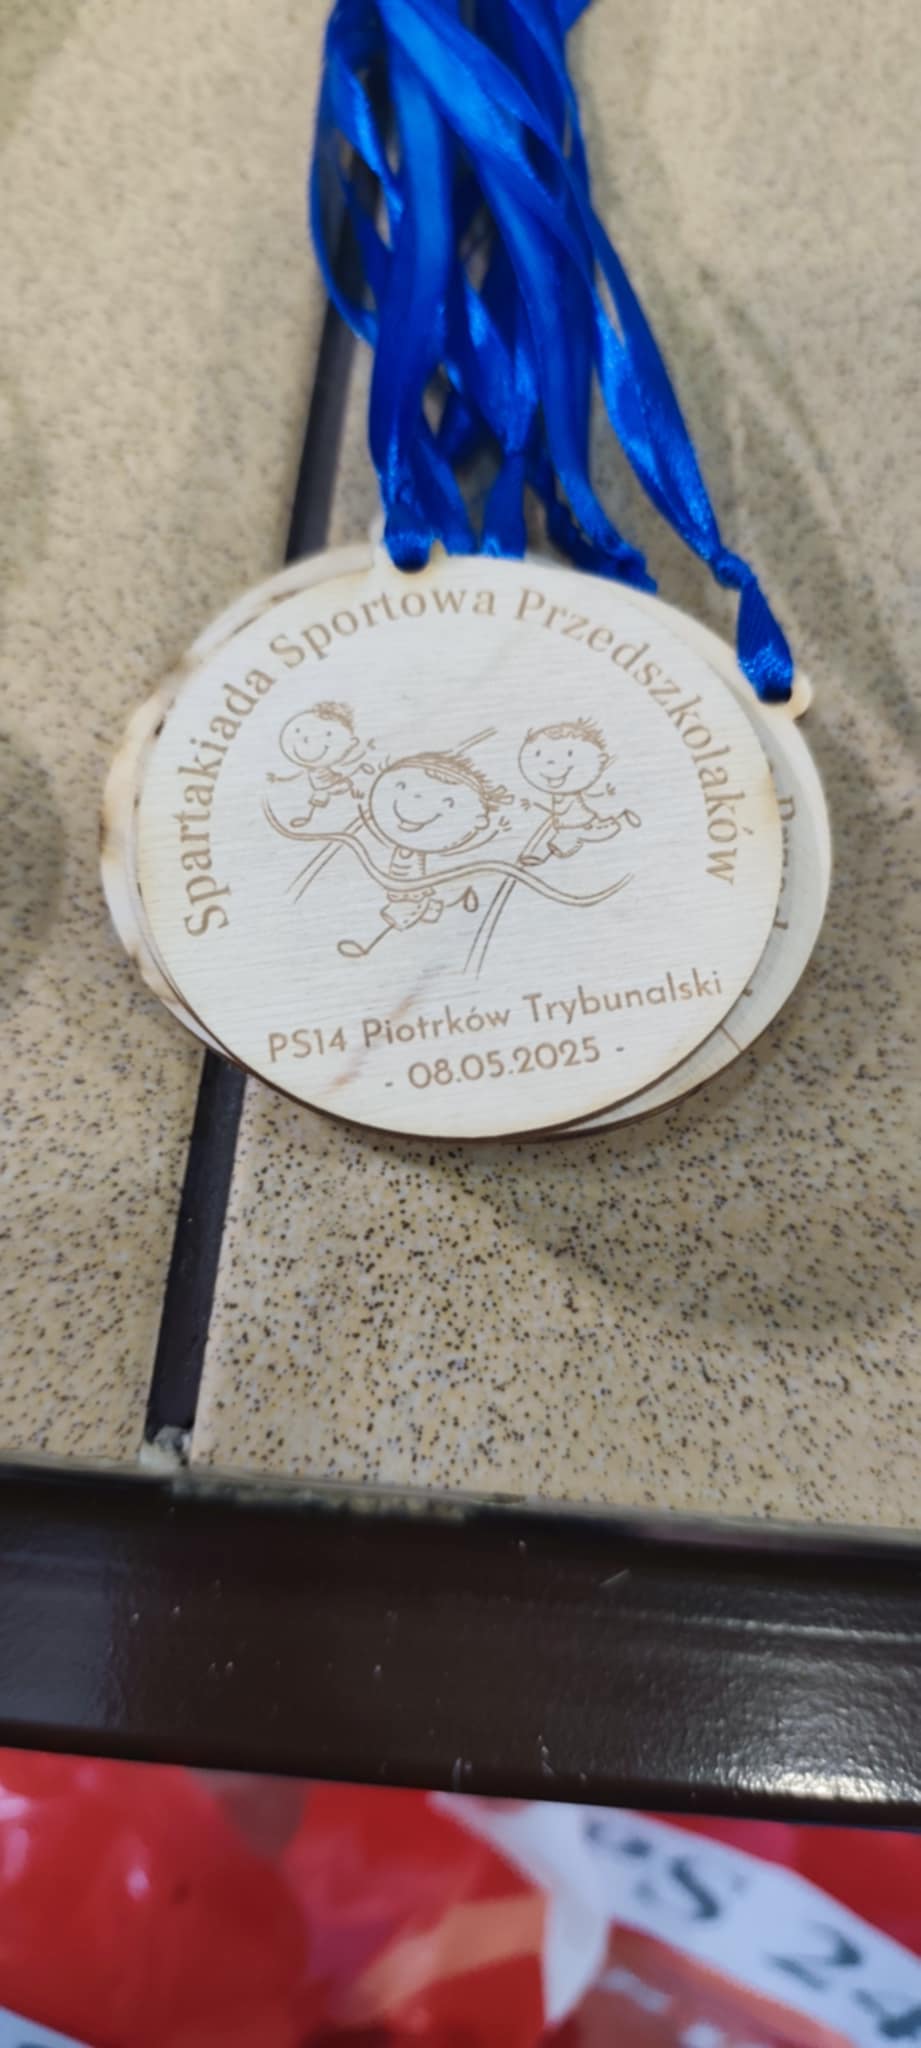 Spartakiada Sportowa Przedszkolaków
PS14 Piotrków Trybunalski
- 08.05.2025 -